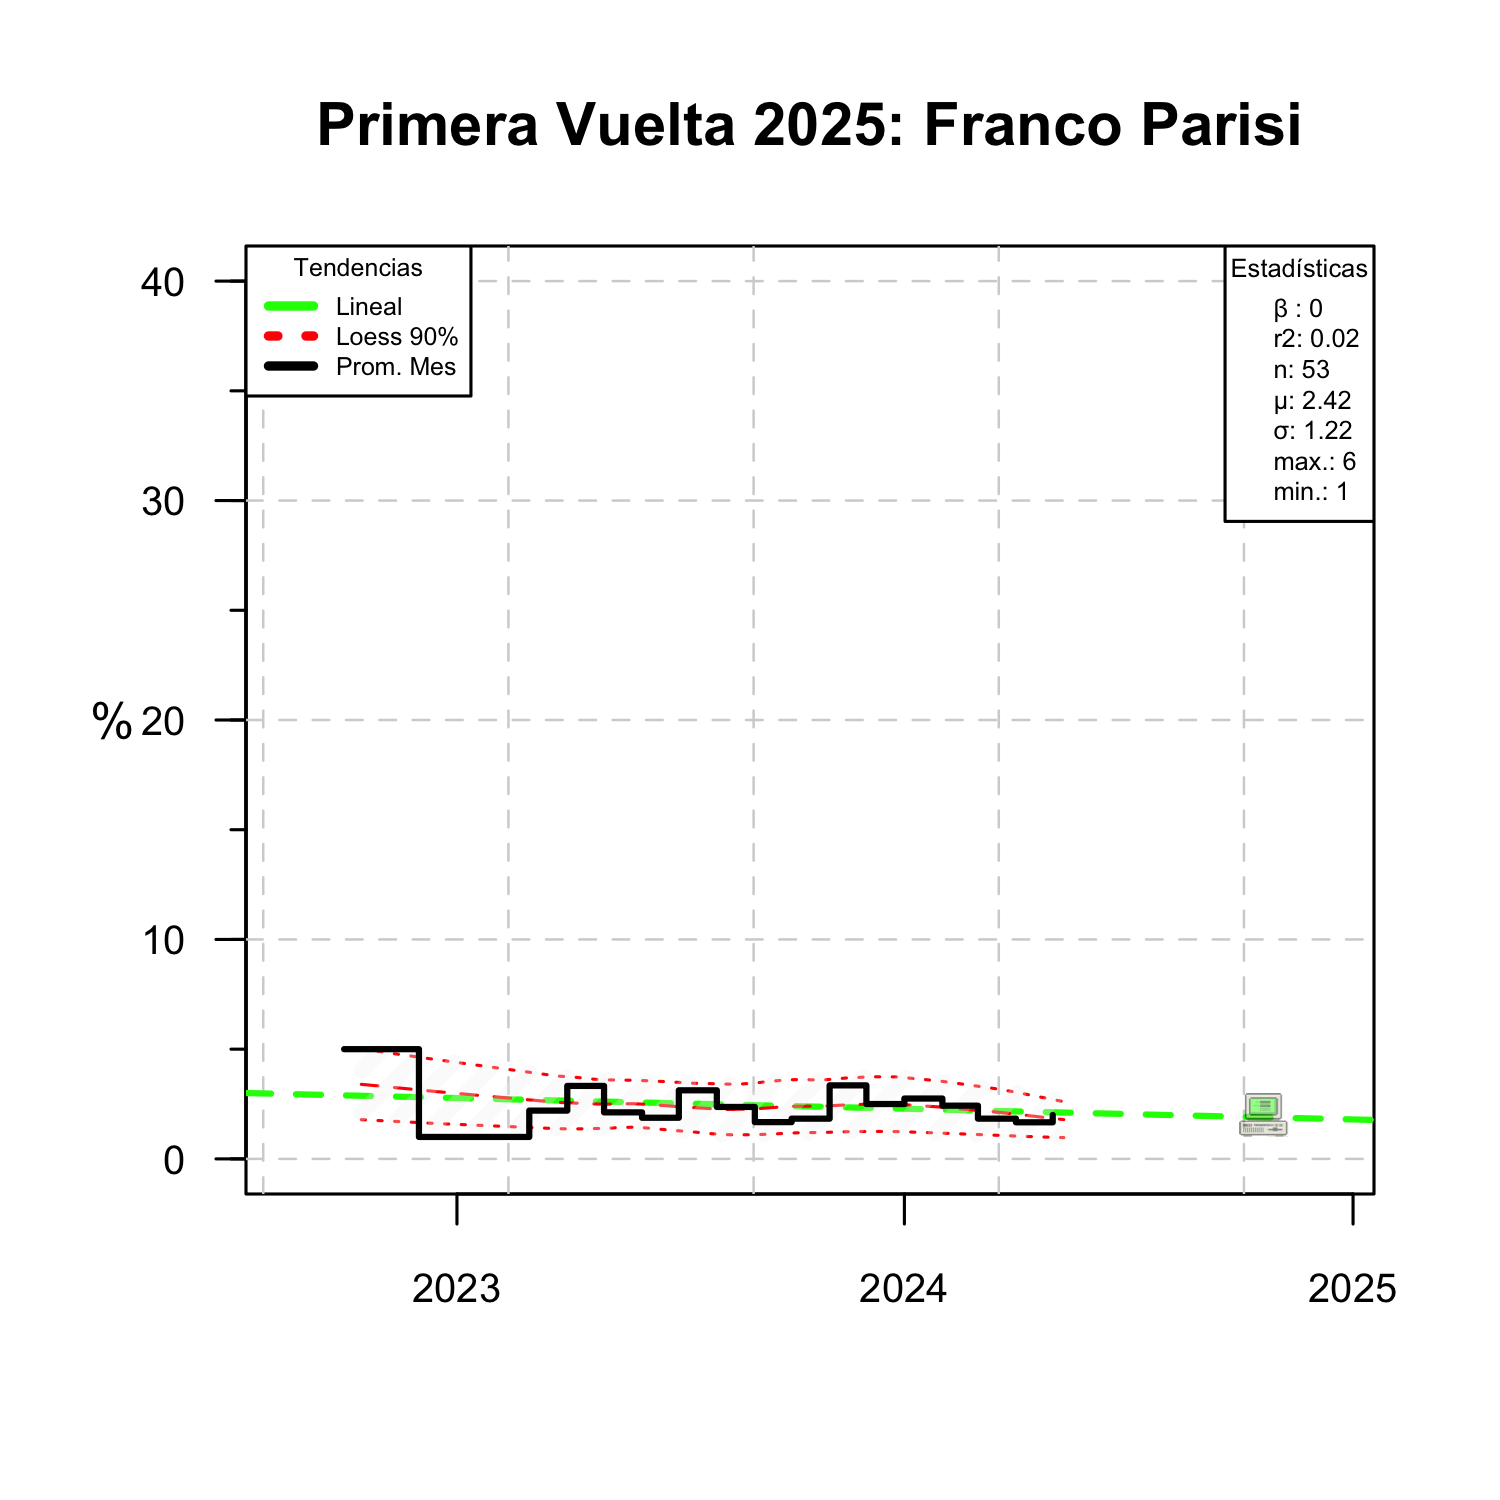 Primera Vuelta 2025: Franco Parisi
Tendencias
Lineal
Loess 90%
Prom. Mes
Estadísticas
β : 0
r2: 0.02
n: 53
μ: 2.42
σ: 1.22
max.: 6
min.: 1
40
30
% 20
10
0
2023 2024 2025